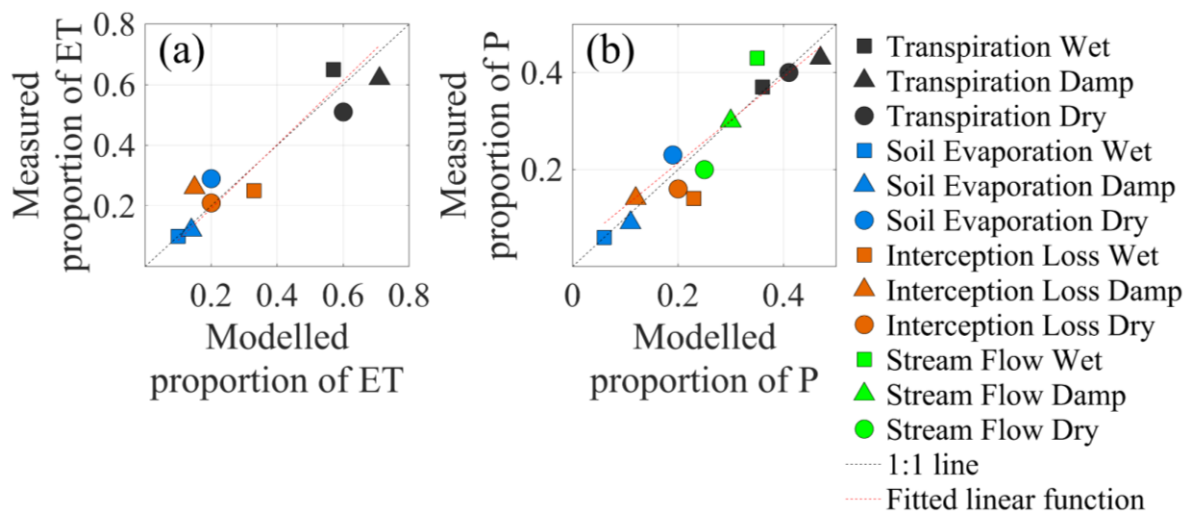 (a)
Measured
proportion of ET
0.8
0.6
0.4
0.2
0.2 0.4 0.6 0.8
Modelled
proportion of ET
(b)
Measured
proportion of P
0.4
0.2
0 0.2 0.4
Modelled
proportion of P
Transpiration Wet
Transpiration Damp
Transpiration Dry
Soil Evaporation Wet
Soil Evaporation Damp
Soil Evaporation Dry
Interception Loss Wet
Interception Loss Damp
Interception Loss Dry
Stream Flow Wet
Stream Flow Damp
Stream Flow Dry
1:1 line
Fitted linear function